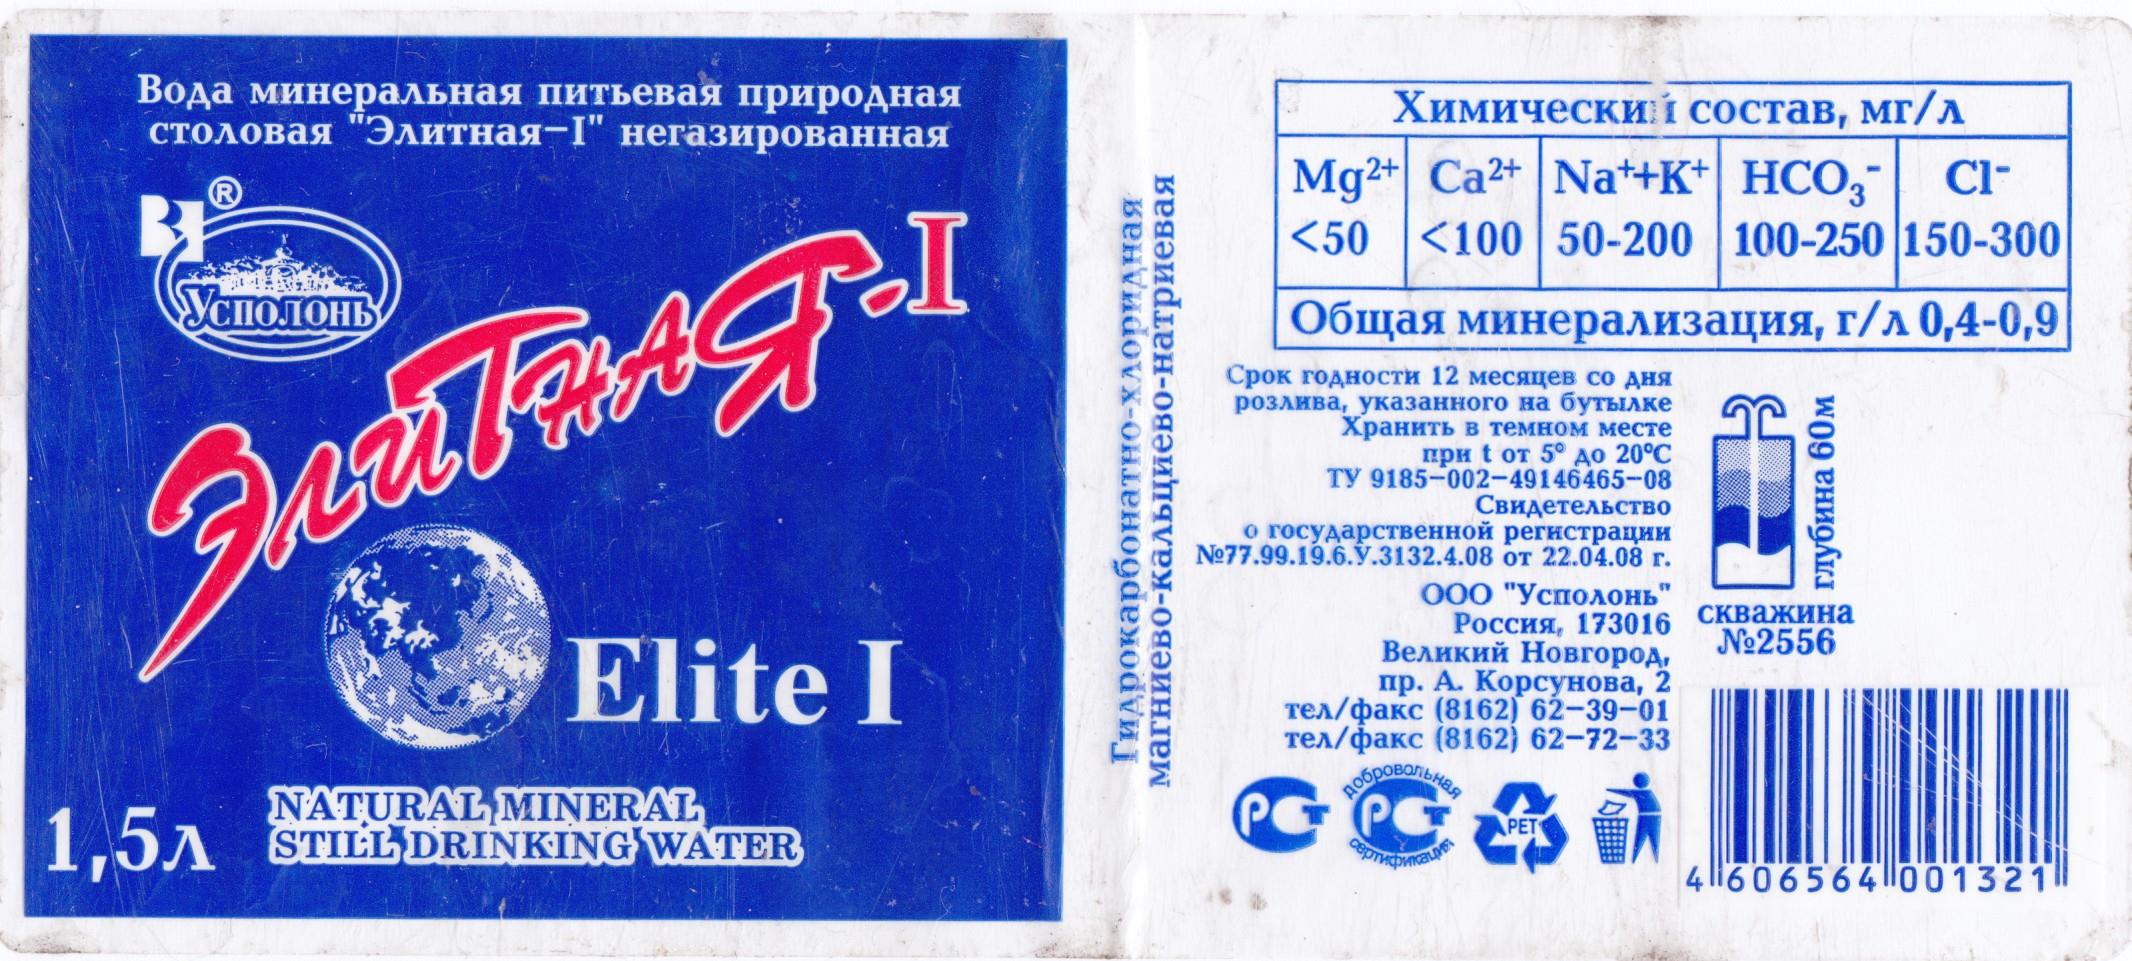 Вода минеральная питьевая природная
столовая "Элитная-I" негазированная
®
Усполонь
Элитная-I
Elite I
1,5л
NATURAL MINERAL
STILL DRINKING WATER
Гидрокарбонатно-хлоридная
магниево-кальциево-натриевая
Химический состав, мг/л
Mg²⁺ Ca²⁺ Na⁺+K⁺ HCO₃⁻ Cl⁻
<50 <100 50-200 100-250 150-300
Общая минерализация, г/л 0,4-0,9
Срок годности 12 месяцев со дня
розлива, указанного на бутылке
Хранить в темном месте
при t от 5° до 20°С
ТУ 9185-002-49146465-08
Свидетельство
о государственной регистрации
№77.99.19.6.У.3132.4.08 от 22.04.08 г.
ООО "Усполонь"
Россия, 173016
Великий Новгород,
пр. А. Корсунова, 2
тел/факс (8162) 62-39-01
тел/факс (8162) 62-72-33
глубина 60м
скважина
№2556
РСТ
добровольная
РСТ
сертификация
PET
4 606564 001321